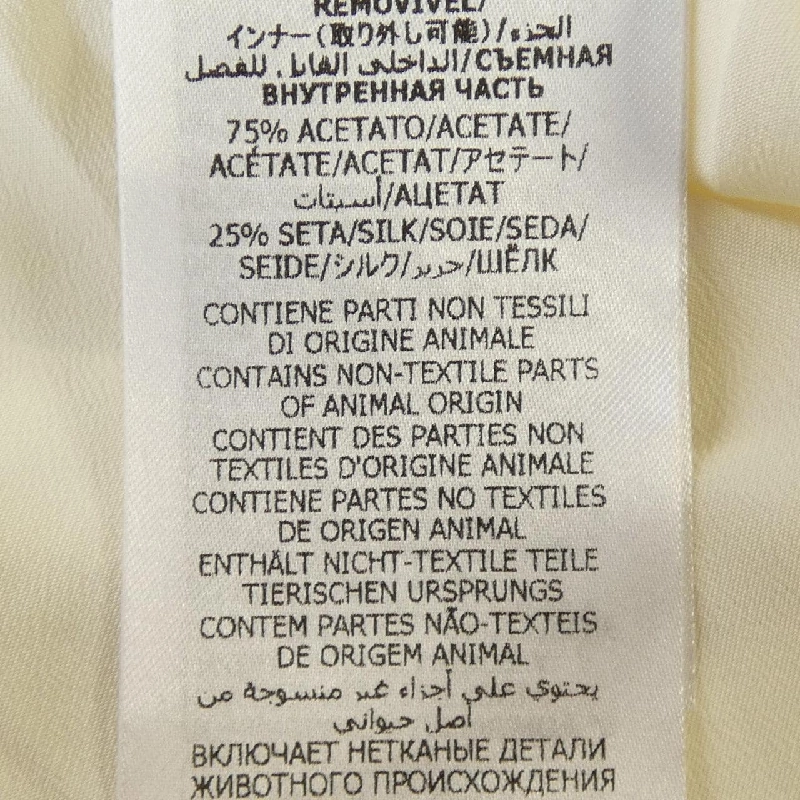 REMOVÍVEL/
インナー(取り外し可能)/الجزء
الداخلي القابل للفصل/СЪЕМНАЯ
ВНУТРЕННАЯ ЧАСТЬ
75% ACETATO/ACETATE/
ACÉTATE/ACETAT/アセテート/
أسيتات/АЦЕТАТ
25% SETA/SILK/SOIE/SEDA/
SEIDE/シルク/حرير/ШЁЛК
CONTIENE PARTI NON TESSILI
DI ORIGINE ANIMALE
CONTAINS NON-TEXTILE PARTS
OF ANIMAL ORIGIN
CONTIENT DES PARTIES NON
TEXTILES D'ORIGINE ANIMALE
CONTIENE PARTES NO TEXTILES
DE ORIGEN ANIMAL
ENTHÄLT NICHT-TEXTILE TEILE
TIERISCHEN URSPRUNGS
CONTEM PARTES NÃO-TEXTEIS
DE ORIGEM ANIMAL
يحتوي علي أجزاء غير منسوجة من
أصل حيواني
ВКЛЮЧАЕТ НЕТКАНЫЕ ДЕТАЛИ
ЖИВОТНОГО ПРОИСХОЖДЕНИЯ